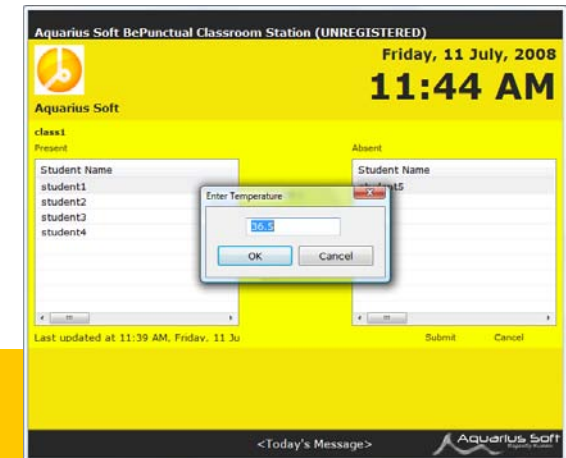 Aquarius Soft BePunctual Classroom Station (UNREGISTERED)
Friday, 11 July, 2008
11:44 AM
Aquarius Soft
class1
Present
Absent
Student Name
student1
student2
student3
student4
Student Name
student5
Enter Temperature
36.5
OK
Cancel
Last updated at 11:39 AM, Friday, 11 Ju
Submit
Cancel
<Today's Message>
Aquarius Soft